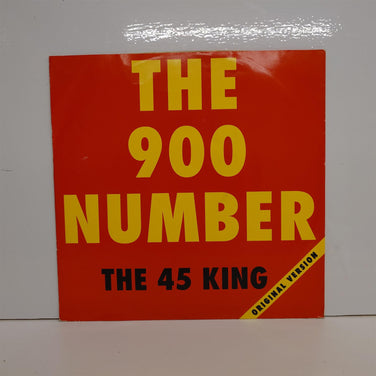 THE
900
NUMBER
THE 45 KING
ORIGINAL VERSION